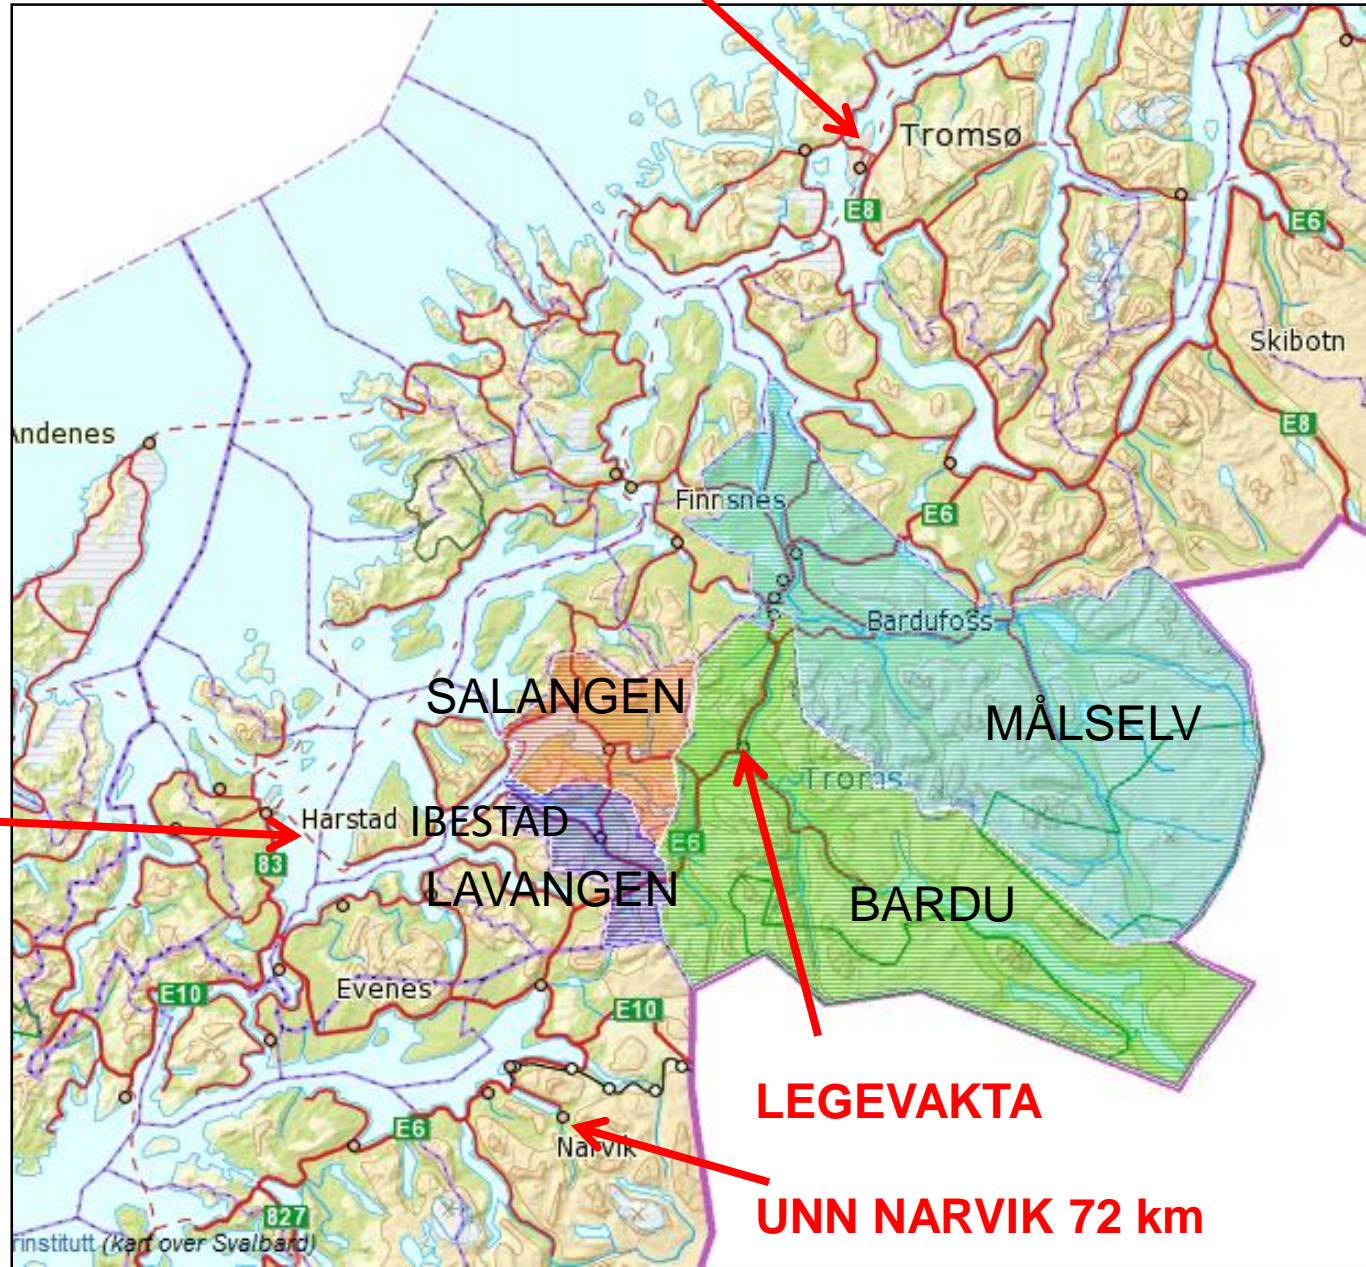 Tromsø
E8
E6
Skibotn
E8
Andenes
Finnsnes
E6
Bardufoss
SALANGEN
MÅLSELV
Troms
Harstad
IBESTAD
83
E6
LAVANGEN
BARDU
Evenes
E10
E10
LEGEVAKTA
E6
Narvik
UNN NARVIK 72 km
827
rinstitutt (kart over Svalbard)